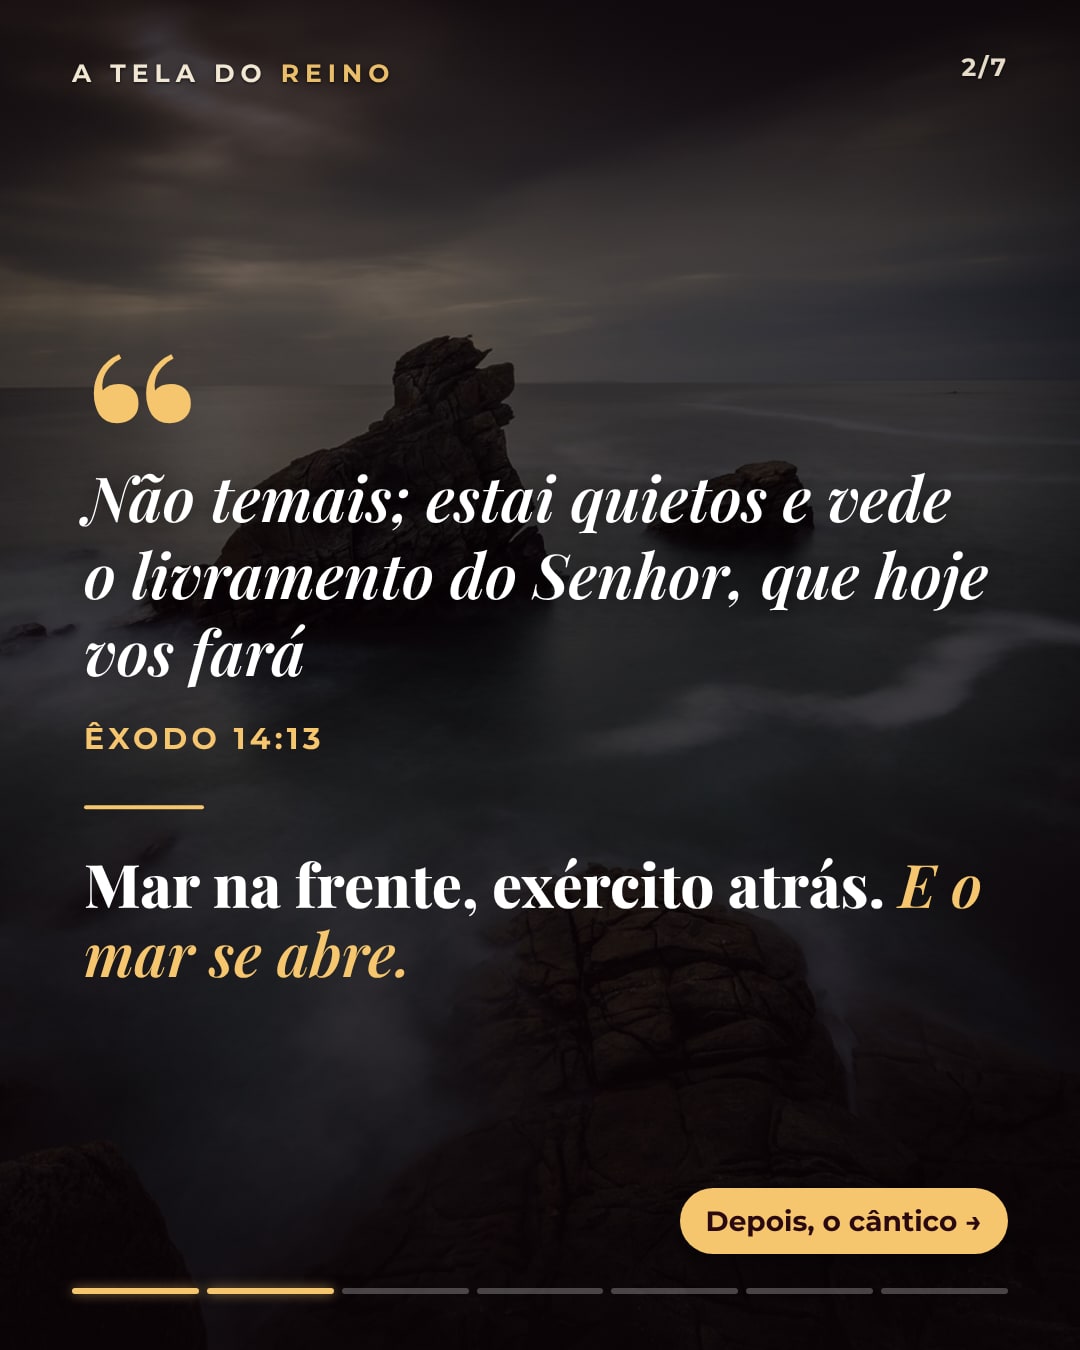 A TELA DO REINO
2/7
“
Não temais; estai quietos e vede
o livramento do Senhor, que hoje
vos fará
ÊXODO 14:13
Mar na frente, exército atrás. E o
mar se abre.
Depois, o cântico →